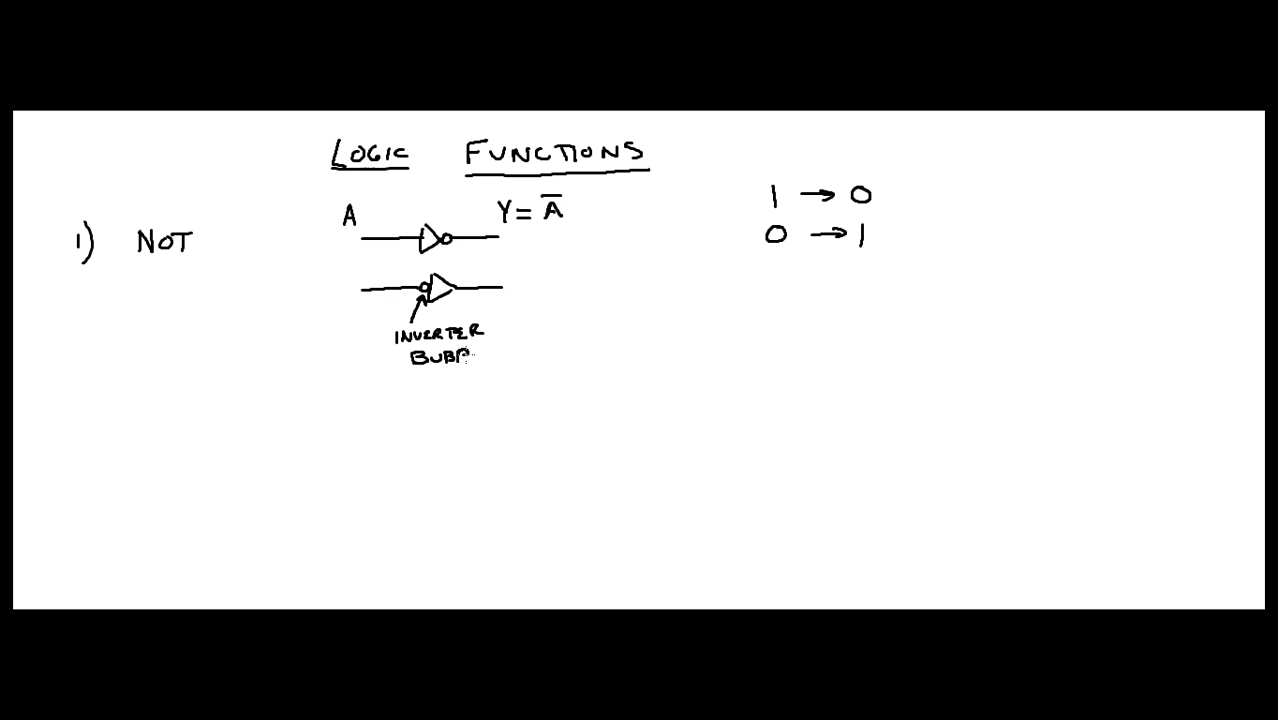 LOGIC FUNCTIONS
A Y = A̅
1) NOT
1 → 0
0 → 1
INVERTER